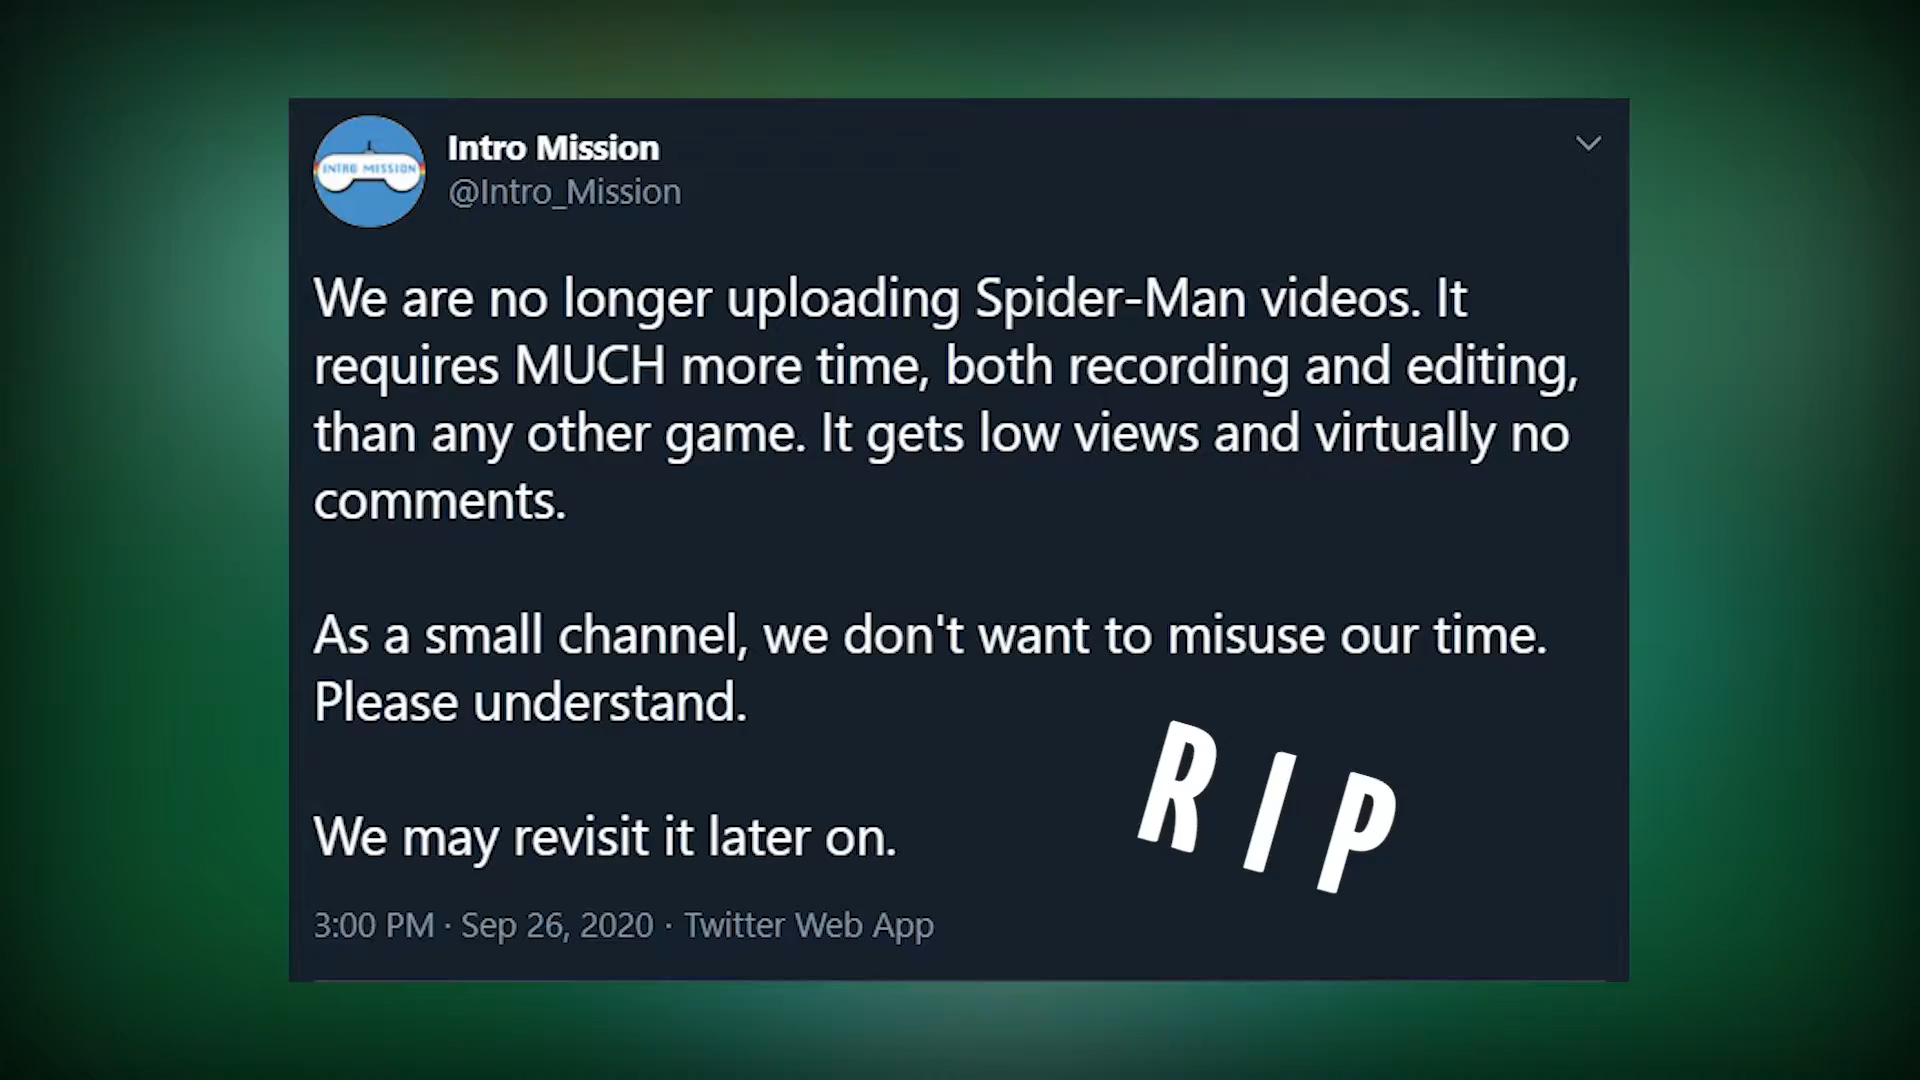 Intro Mission
@Intro_Mission
INTRO MISSION
We are no longer uploading Spider-Man videos. It
requires MUCH more time, both recording and editing,
than any other game. It gets low views and virtually no
comments.
As a small channel, we don't want to misuse our time.
Please understand.
We may revisit it later on.
RIP
3:00 PM · Sep 26, 2020 · Twitter Web App